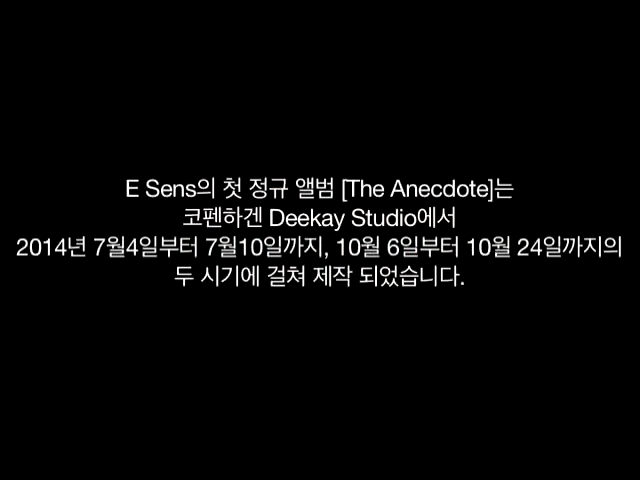 E Sens의 첫 정규 앨범 [The Anecdote]는
코펜하겐 Deekay Studio에서
2014년 7월4일부터 7월10일까지, 10월 6일부터 10월 24일까지의
두 시기에 걸쳐 제작 되었습니다.